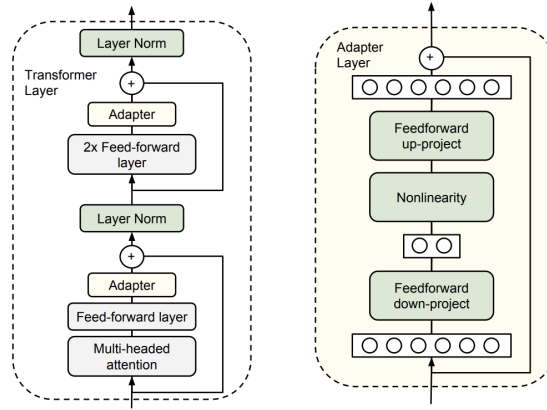 Layer Norm
Transformer
Layer
+
Adapter
2x Feed-forward
layer
Layer Norm
+
Adapter
Feed-forward layer
Multi-headed
attention
Adapter
Layer
+
Feedforward
up-project
Nonlinearity
Feedforward
down-project